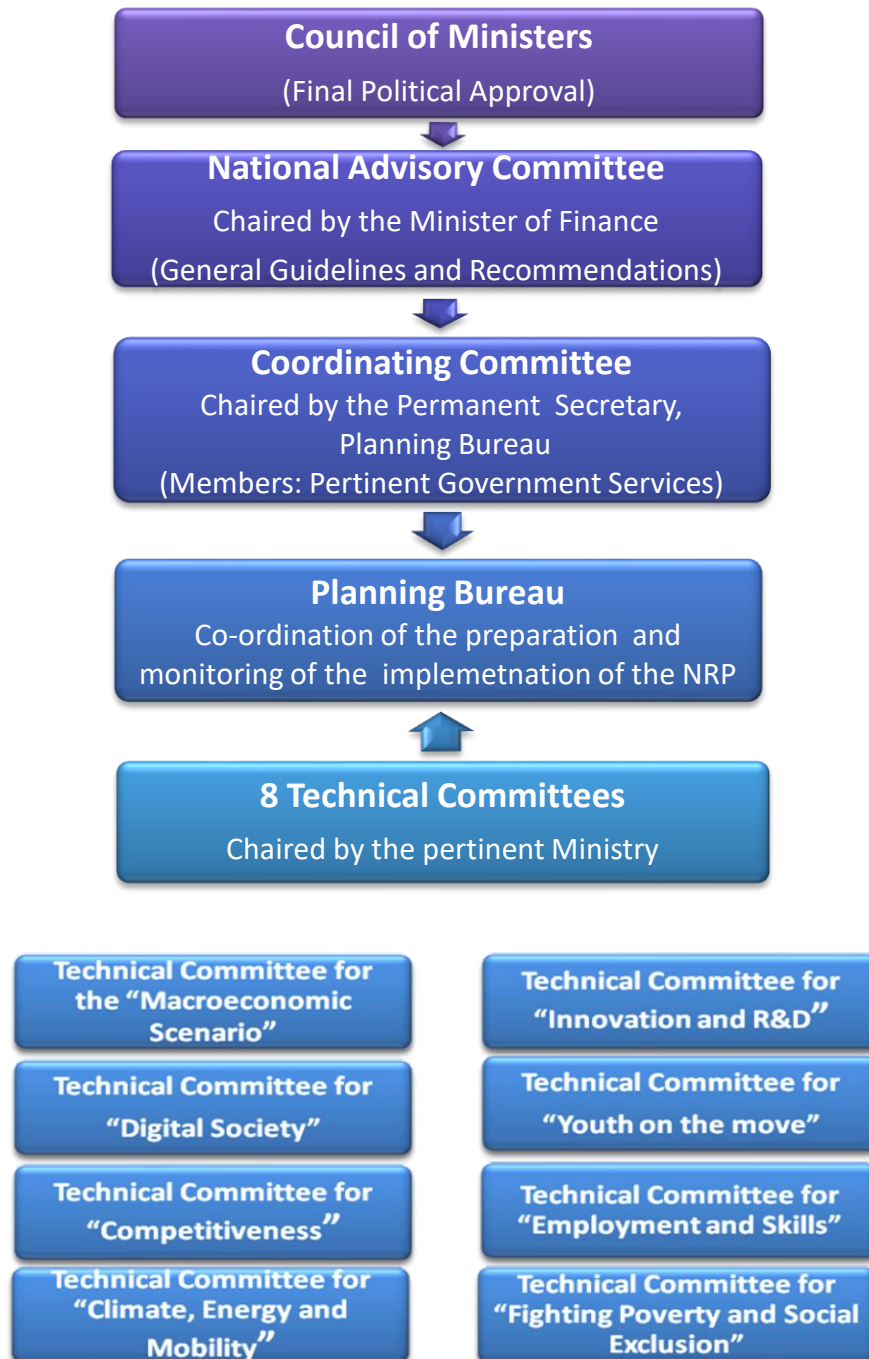 Council of Ministers
(Final Political Approval)
National Advisory Committee
Chaired by the Minister of Finance
(General Guidelines and Recommendations)
Coordinating Committee
Chaired by the Permanent Secretary,
Planning Bureau
(Members: Pertinent Government Services)
Planning Bureau
Co-ordination of the preparation and
monitoring of the implemetnation of the NRP
8 Technical Committees
Chaired by the pertinent Ministry
Technical Committee for
the “Macroeconomic
Scenario”
Technical Committee for
“Innovation and R&D”
Technical Committee for
“Digital Society”
Technical Committee for
“Youth on the move”
Technical Committee for
“Competitiveness”
Technical Committee for
“Employment and Skills”
Technical Committee for
“Climate, Energy and
Mobility”
Technical Committee for
“Fighting Poverty and Social
Exclusion”